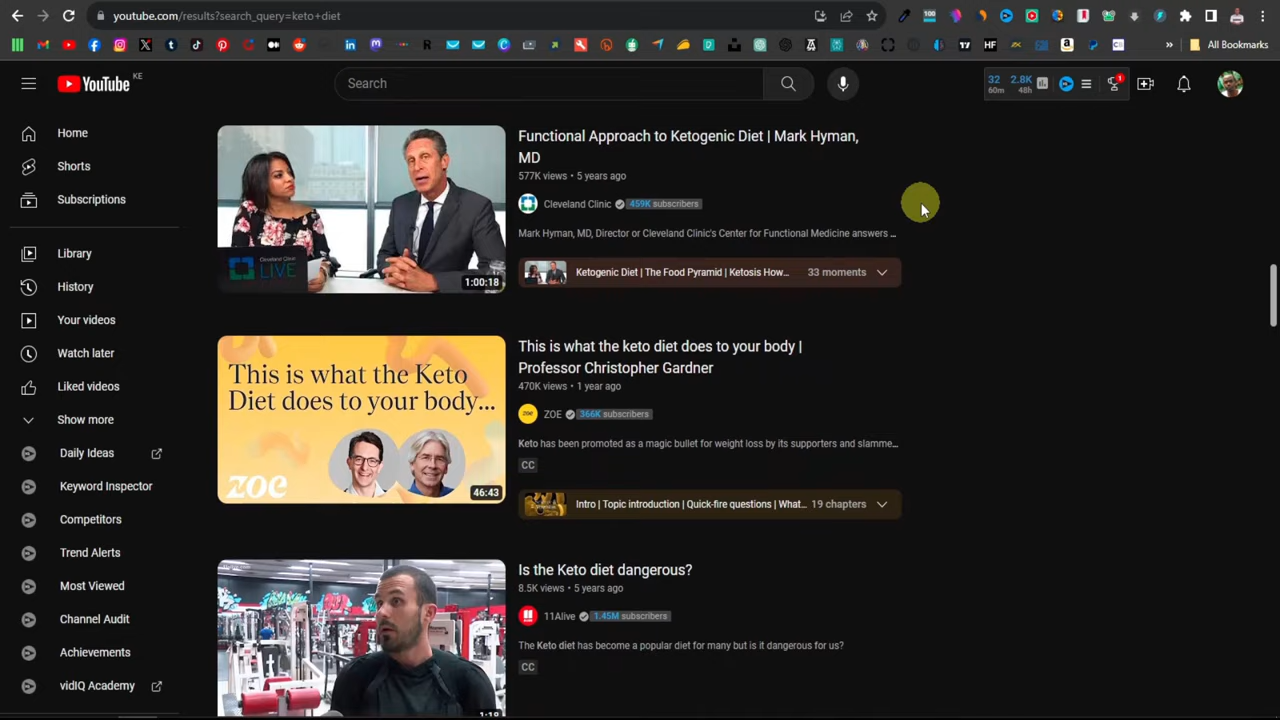 youtube.com/results?search_query=keto+diet
100
All Bookmarks
YouTube KE
Search
32
60m
2.8K
48h
1
Home
Shorts
Subscriptions
Library
History
Your videos
Watch later
Liked videos
Show more
Daily Ideas
Keyword Inspector
Competitors
Trend Alerts
Most Viewed
Channel Audit
Achievements
vidIQ Academy
Cleveland Clinic
LIVE
1:00:18
Functional Approach to Ketogenic Diet | Mark Hyman,
MD
577K views • 5 years ago
Cleveland Clinic 459K subscribers
Mark Hyman, MD, Director or Cleveland Clinic's Center for Functional Medicine answers ...
Ketogenic Diet | The Food Pyramid | Ketosis How... 33 moments
This is what the Keto
Diet does to your body...
ZOE
46:43
This is what the keto diet does to your body |
Professor Christopher Gardner
470K views • 1 year ago
ZOE 366K subscribers
Keto has been promoted as a magic bullet for weight loss by its supporters and slamme...
CC
Intro | Topic introduction | Quick-fire questions | What... 19 chapters
1:18
Is the Keto diet dangerous?
8.5K views • 5 years ago
11Alive 1.45M subscribers
The Keto diet has become a popular diet for many but is it dangerous for us?
CC